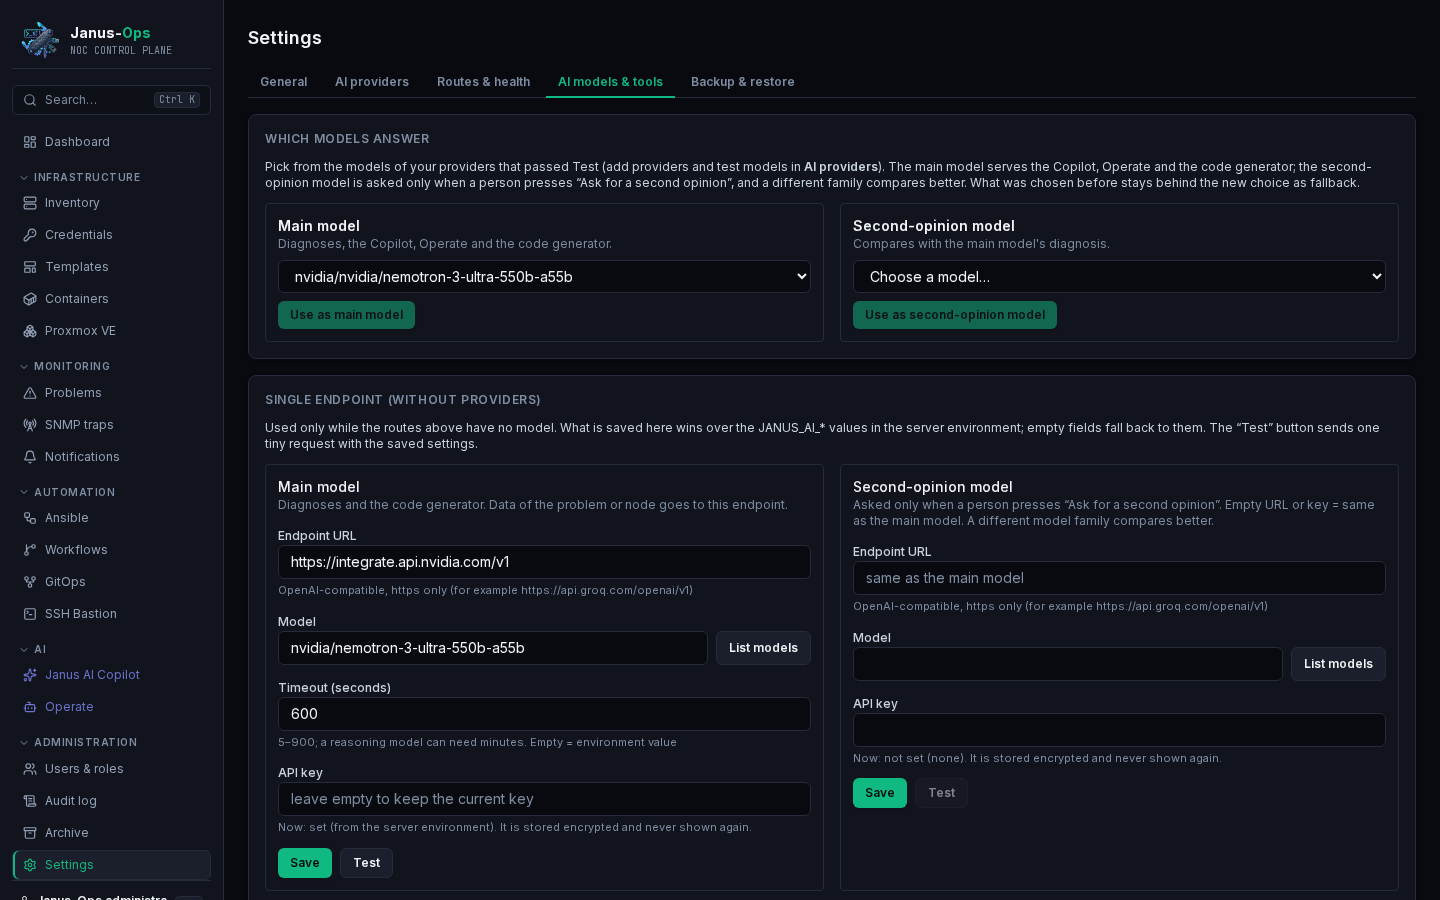 Janus-Ops
NOC CONTROL PLANE
Search…
Ctrl K
Dashboard
INFRASTRUCTURE
Inventory
Credentials
Templates
Containers
Proxmox VE
MONITORING
Problems
SNMP traps
Notifications
AUTOMATION
Ansible
Workflows
GitOps
SSH Bastion
AI
Janus AI Copilot
Operate
ADMINISTRATION
Users & roles
Audit log
Archive
Settings
Janus-Ops administra
Settings
General
AI providers
Routes & health
AI models & tools
Backup & restore
WHICH MODELS ANSWER
Pick from the models of your providers that passed Test (add providers and test models in AI providers). The main model serves the Copilot, Operate and the code generator; the second-
opinion model is asked only when a person presses “Ask for a second opinion”, and a different family compares better. What was chosen before stays behind the new choice as fallback.
Main model
Diagnoses, the Copilot, Operate and the code generator.
nvidia/nvidia/nemotron-3-ultra-550b-a55b
Use as main model
Second-opinion model
Compares with the main model's diagnosis.
Choose a model…
Use as second-opinion model
SINGLE ENDPOINT (WITHOUT PROVIDERS)
Used only while the routes above have no model. What is saved here wins over the JANUS_AI_* values in the server environment; empty fields fall back to them. The “Test” button sends one
tiny request with the saved settings.
Main model
Diagnoses and the code generator. Data of the problem or node goes to this endpoint.
Endpoint URL
https://integrate.api.nvidia.com/v1
OpenAI-compatible, https only (for example https://api.groq.com/openai/v1)
Model
nvidia/nemotron-3-ultra-550b-a55b
List models
Timeout (seconds)
600
5–900; a reasoning model can need minutes. Empty = environment value
API key
leave empty to keep the current key
Now: set (from the server environment). It is stored encrypted and never shown again.
Save
Test
Second-opinion model
Asked only when a person presses “Ask for a second opinion”. Empty URL or key = same
as the main model. A different model family compares better.
Endpoint URL
same as the main model
OpenAI-compatible, https only (for example https://api.groq.com/openai/v1)
Model
List models
API key
Now: not set (none). It is stored encrypted and never shown again.
Save
Test